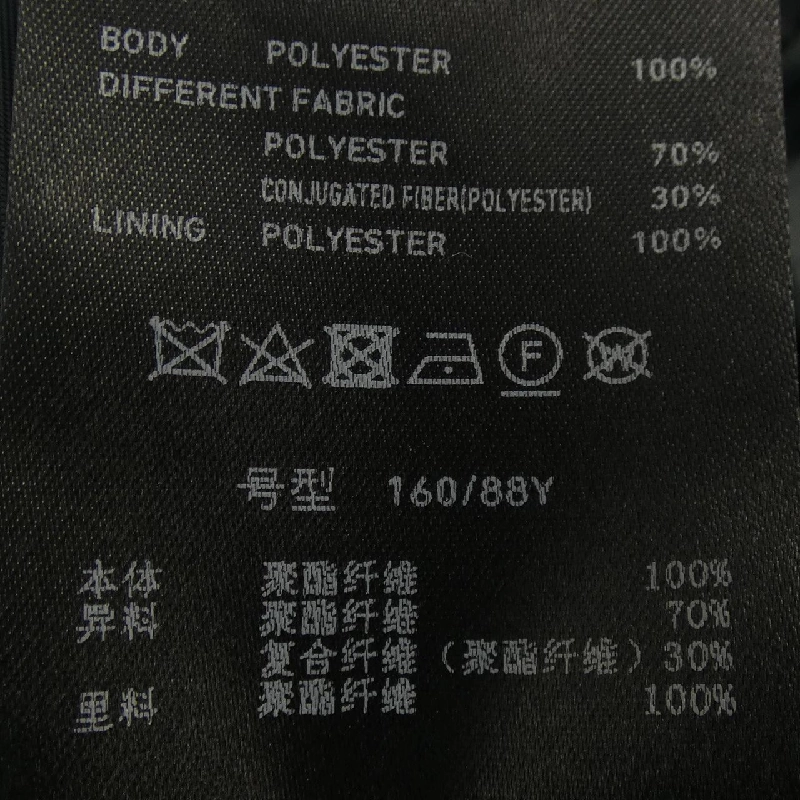 BODY POLYESTER 100%
DIFFERENT FABRIC
POLYESTER 70%
CONJUGATED FIBER(POLYESTER) 30%
LINING POLYESTER 100%
F W
号型 160/88Y
本体 聚酯纤维 100%
异料 聚酯纤维 70%
复合纤维（聚酯纤维）30%
里料 聚酯纤维 100%